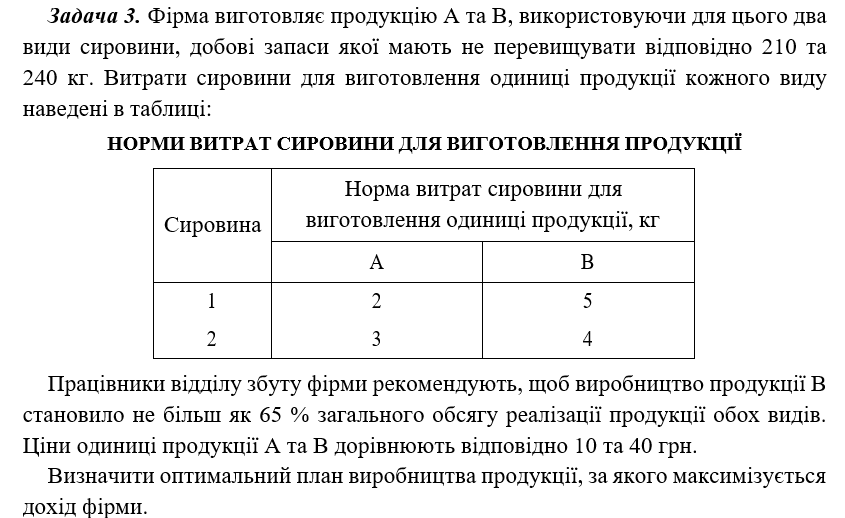 Задача 3. Фірма виготовляє продукцію А та В, використовуючи для цього два
види сировини, добові запаси якої мають не перевищувати відповідно 210 та
240 кг. Витрати сировини для виготовлення одиниці продукції кожного виду
наведені в таблиці:
НОРМИ ВИТРАТ СИРОВИНИ ДЛЯ ВИГОТОВЛЕННЯ ПРОДУКЦІЇ
Сировина
Норма витрат сировини для
виготовлення одиниці продукції, кг
А В
1 2 5
2 3 4
Працівники відділу збуту фірми рекомендують, щоб виробництво продукції В
становило не більш як 65 % загального обсягу реалізації продукції обох видів.
Ціни одиниці продукції А та В дорівнюють відповідно 10 та 40 грн.
Визначити оптимальний план виробництва продукції, за якого максимізується
дохід фірми.